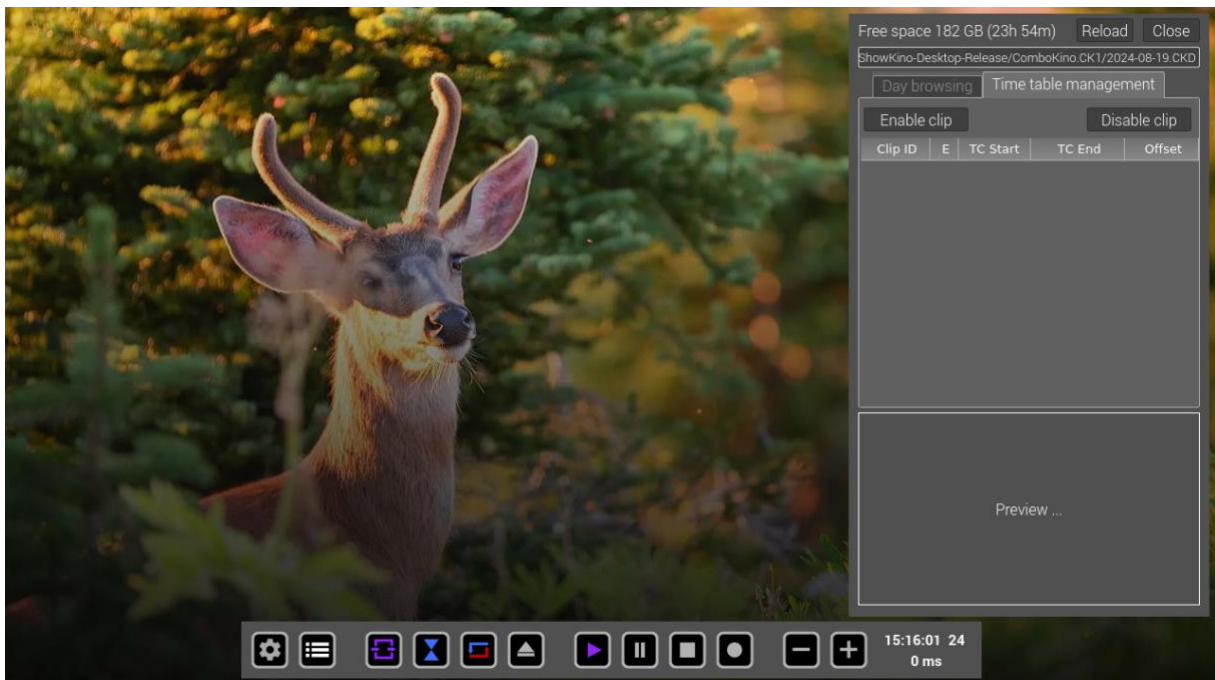 Free space 182 GB (23h 54m) Reload Close
ShowKino-Desktop-Release/ComboKino.CK1/2024-08-19.CKD
Day browsing Time table management
Enable clip Disable clip
Clip ID E TC Start TC End Offset
Preview ...
15:16:01 24
0 ms